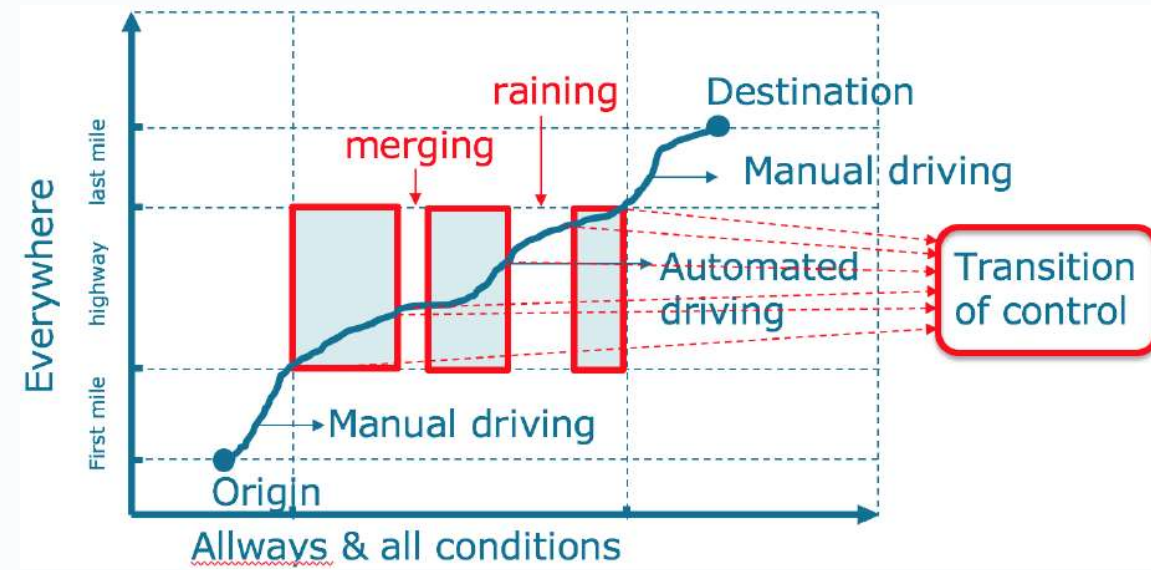 raining
Destination
merging
Manual driving
last mile
highway
First mile
Everywhere
Automated
driving
Transition
of control
Manual driving
Origin
Allways & all conditions